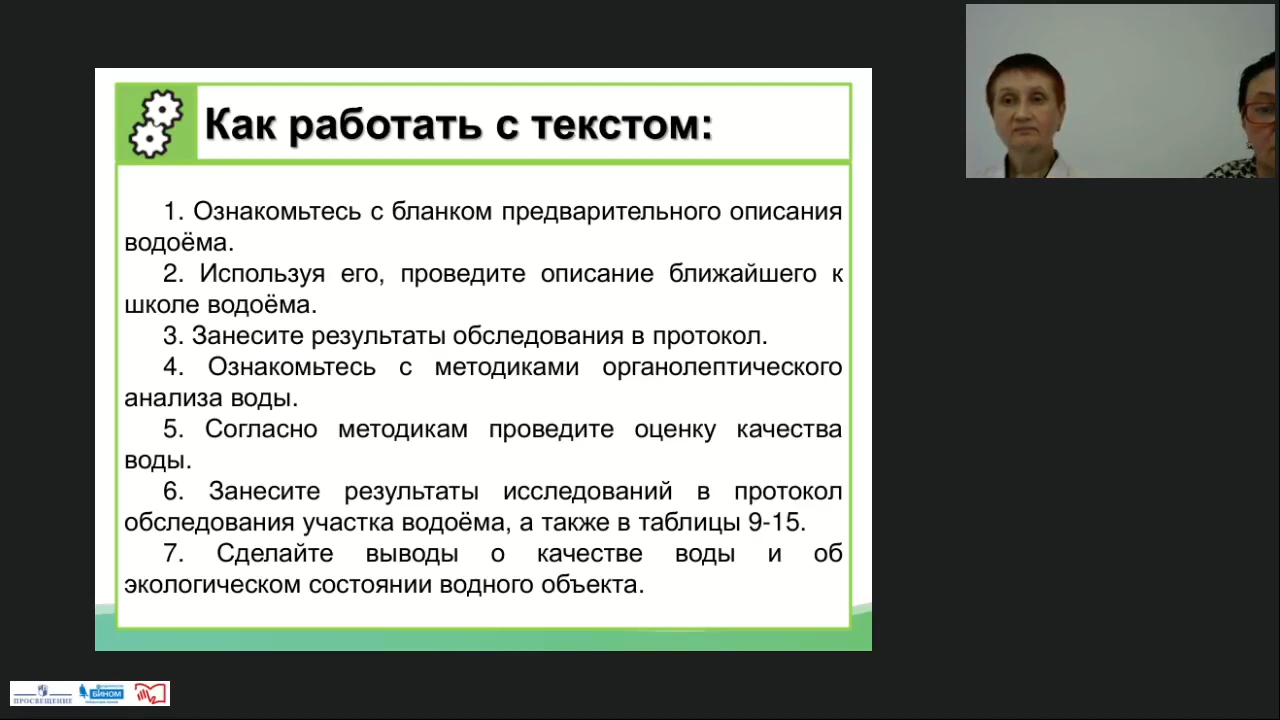 Как работать с текстом:
1. Ознакомьтесь с бланком предварительного описания
водоёма.
2. Используя его, проведите описание ближайшего к
школе водоёма.
3. Занесите результаты обследования в протокол.
4. Ознакомьтесь с методиками органолептического
анализа воды.
5. Согласно методикам проведите оценку качества
воды.
6. Занесите результаты исследований в протокол
обследования участка водоёма, а также в таблицы 9-15.
7. Сделайте выводы о качестве воды и об
экологическом состоянии водного объекта.
ПРОСВЕЩЕНИЕ
БИНОМ